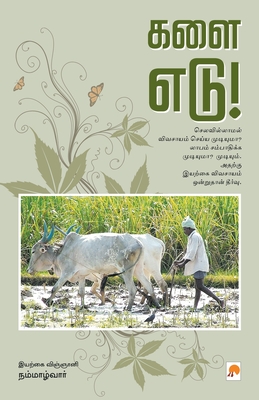 களை
எடு!
செலவில்லாமல்
விவசாயம் செய்ய முடியுமா?
லாபம் சம்பாதிக்க
முடியுமா? முடியும்.
அதற்கு
இயற்கை விவசாயம்
ஒன்றுதான் தீர்வு.
இயற்கை விஞ்ஞானி
நம்மாழ்வார்